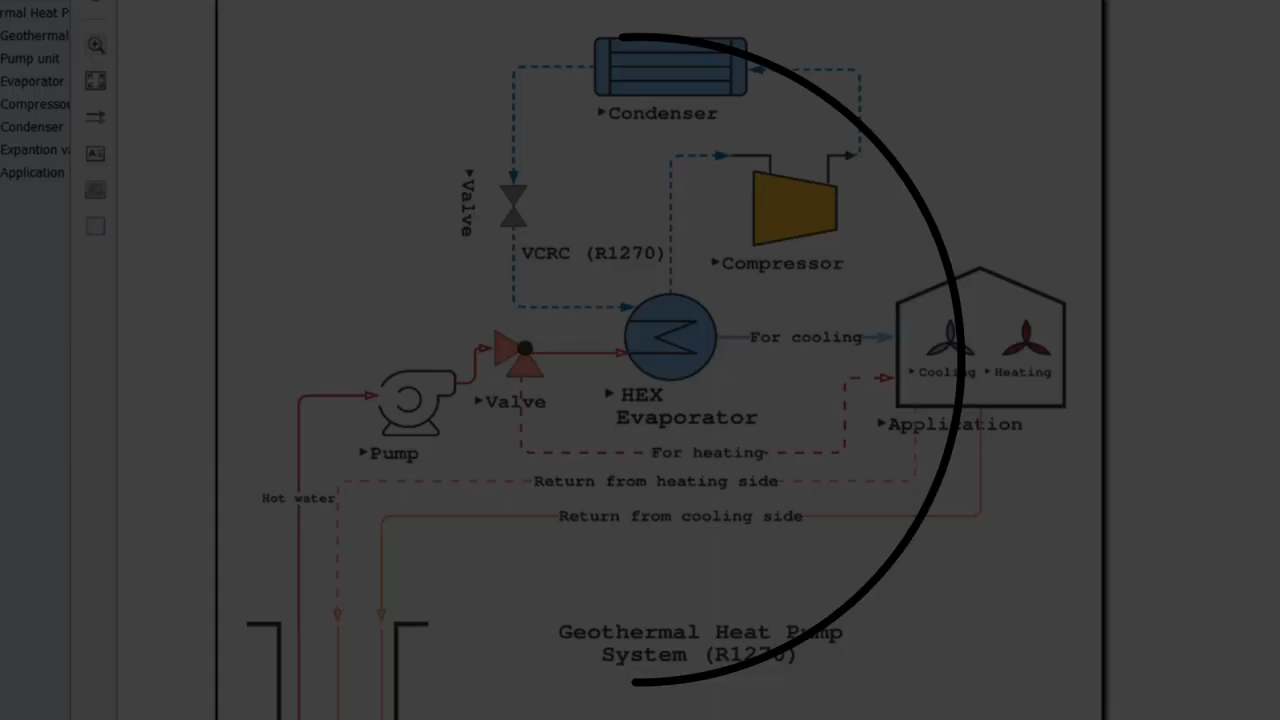 rmal Heat P
Geothermal
Pump unit
Evaporator
Compresso
Condenser
Expantion v
Application
Condenser
Valve
VCRC (R1270)
Compressor
For cooling
Cooling
Heating
Valve
HEX
Evaporator
Application
Pump
For heating
Return from heating side
Hot water
Return from cooling side
Geothermal Heat Pump
System (R1270)